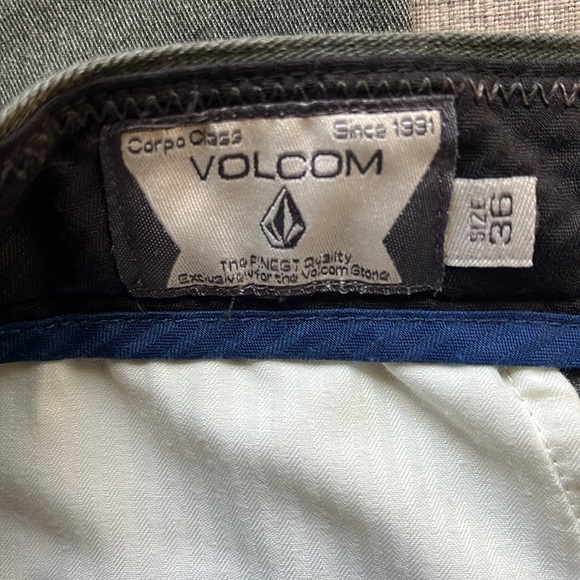 Corpo Class Since 1991
VOLCOM
The FINEST Quality
Exclusively for the Volcom Stone
SIZE
36